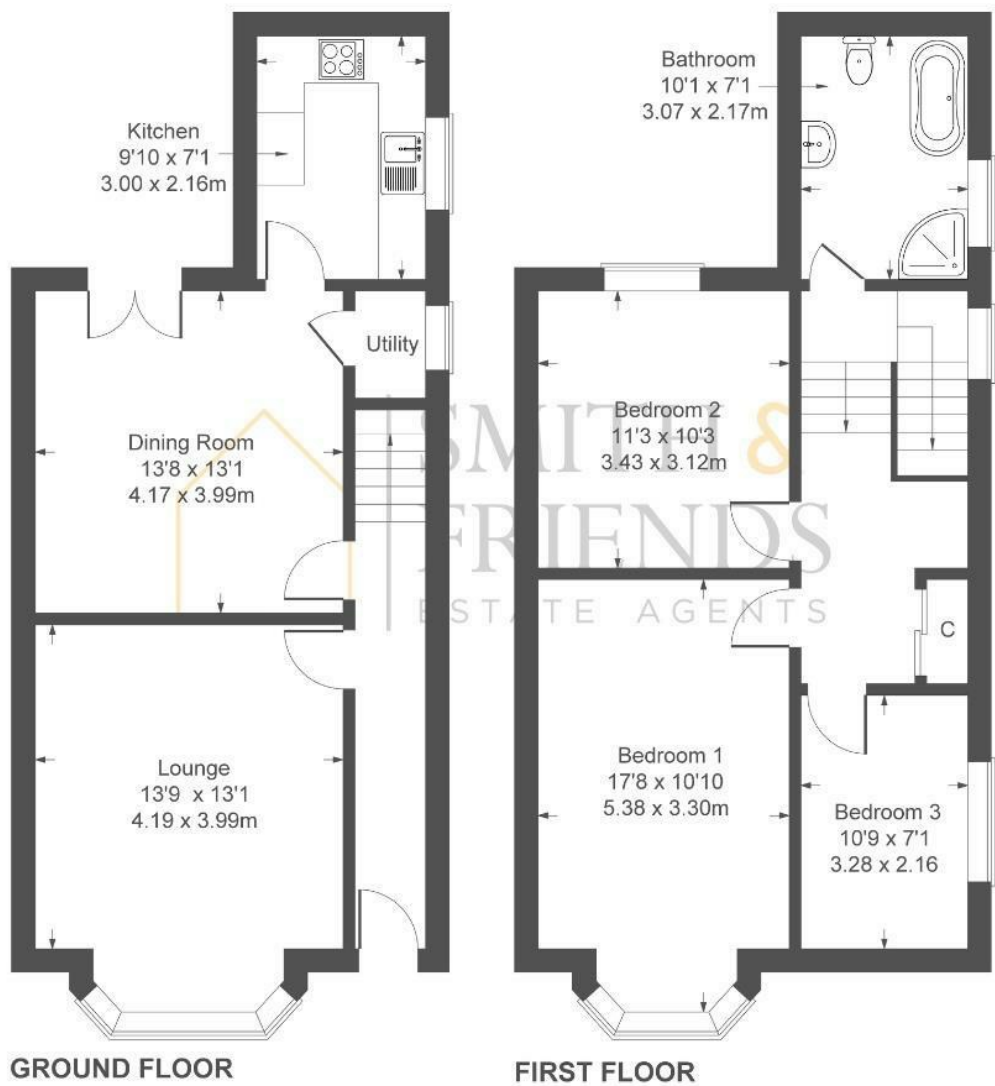 Kitchen
9'10 x 7'1
3.00 x 2.16m
Utility
Dining Room
13'8 x 13'1
4.17 x 3.99m
Lounge
13'9 x 13'1
4.19 x 3.99m
GROUND FLOOR
Bathroom
10'1 x 7'1
3.07 x 2.17m
Bedroom 2
11'3 x 10'3
3.43 x 3.12m
C
Bedroom 1
17'8 x 10'10
5.38 x 3.30m
Bedroom 3
10'9 x 7'1
3.28 x 2.16
FIRST FLOOR
SMITH &
FRIENDS
ESTATE AGENTS